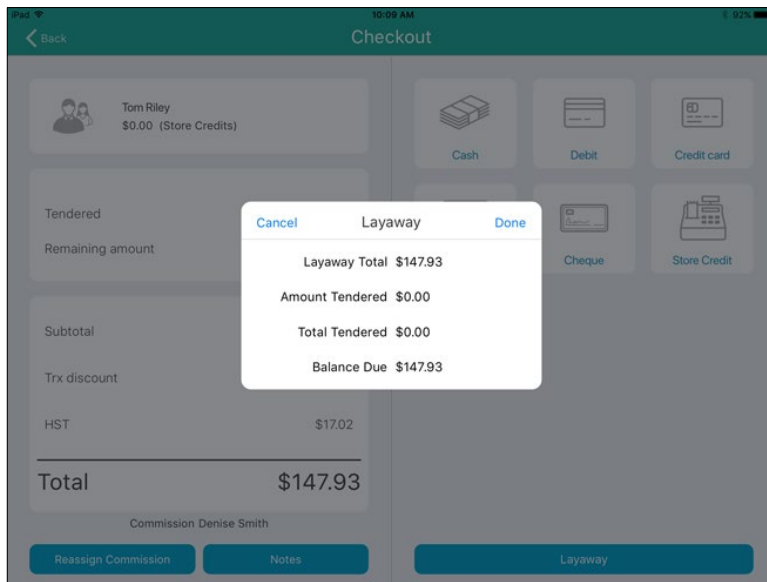 iPad 10:09 AM 92%
Back Checkout
Tom Riley
$0.00 (Store Credits)
Cash Debit Credit card
Tendered
Remaining amount
Cheque Store Credit
Cancel Layaway Done
Layaway Total $147.93
Amount Tendered $0.00
Total Tendered $0.00
Balance Due $147.93
Subtotal
Trx discount
HST $17.02
Total $147.93
Commission Denise Smith
Reassign Commission Notes Layaway